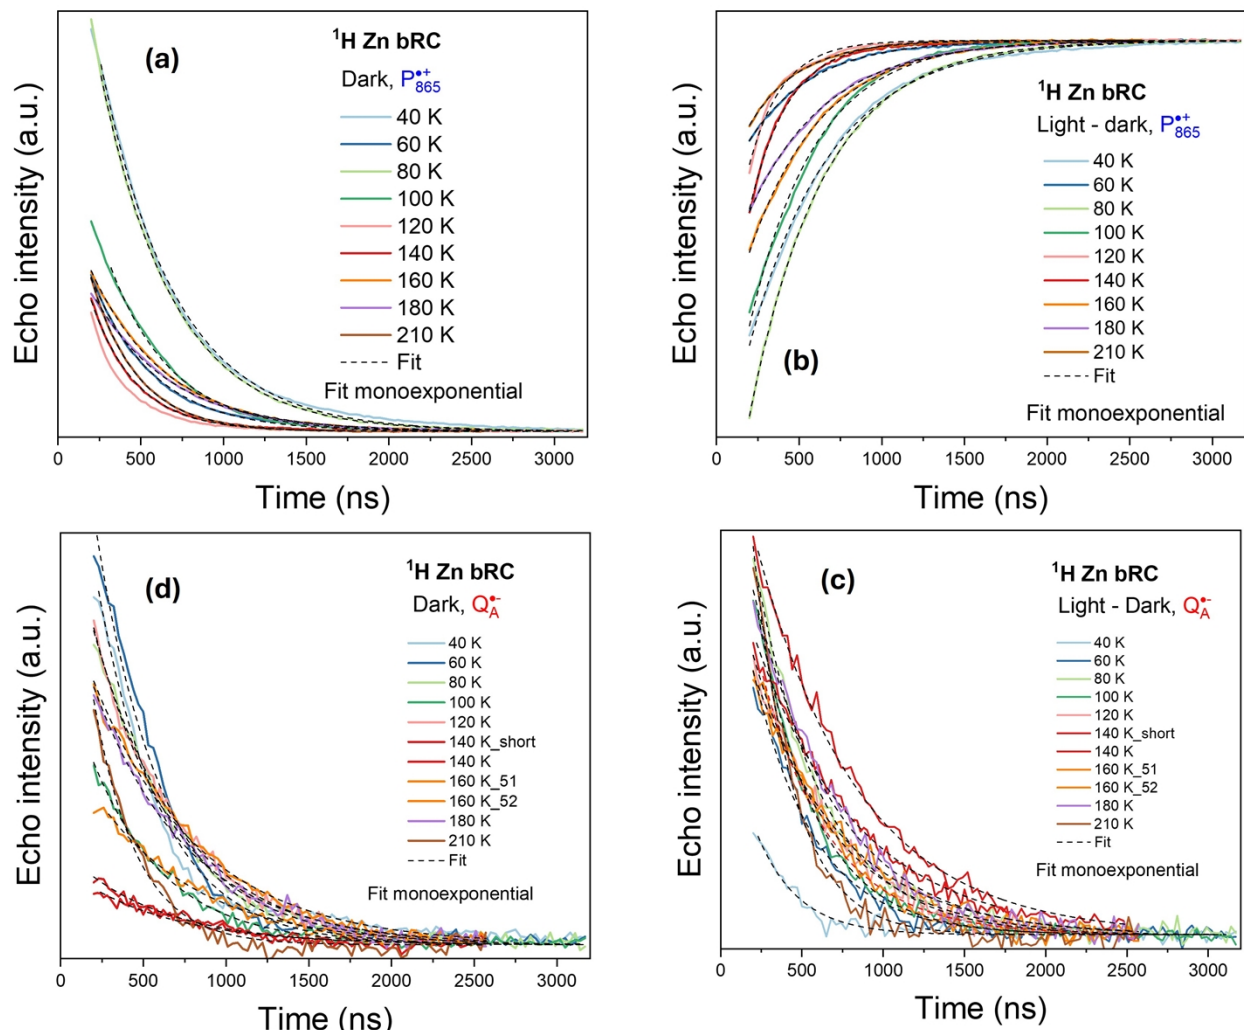 (a)
¹H Zn bRC
Dark, P•+865
40 K
60 K
80 K
100 K
120 K
140 K
160 K
180 K
210 K
Fit
Fit monoexponential
Echo intensity (a.u.)
0 500 1000 1500 2000 2500 3000
Time (ns)
(b)
¹H Zn bRC
Light - dark, P•+865
40 K
60 K
80 K
100 K
120 K
140 K
160 K
180 K
210 K
Fit
Fit monoexponential
Echo intensity (a.u.)
0 500 1000 1500 2000 2500 3000
Time (ns)
(d)
¹H Zn bRC
Dark, Q•-A
40 K
60 K
80 K
100 K
120 K
140 K_short
140 K
160 K_51
160 K_52
180 K
210 K
Fit
Fit monoexponential
Echo intensity (a.u.)
0 500 1000 1500 2000 2500 3000
Time (ns)
(c)
¹H Zn bRC
Light - Dark, Q•-A
40 K
60 K
80 K
100 K
120 K
140 K_short
140 K
160 K_51
160 K_52
180 K
210 K
Fit
Fit monoexponential
Echo intensity (a.u.)
0 500 1000 1500 2000 2500 3000
Time (ns)